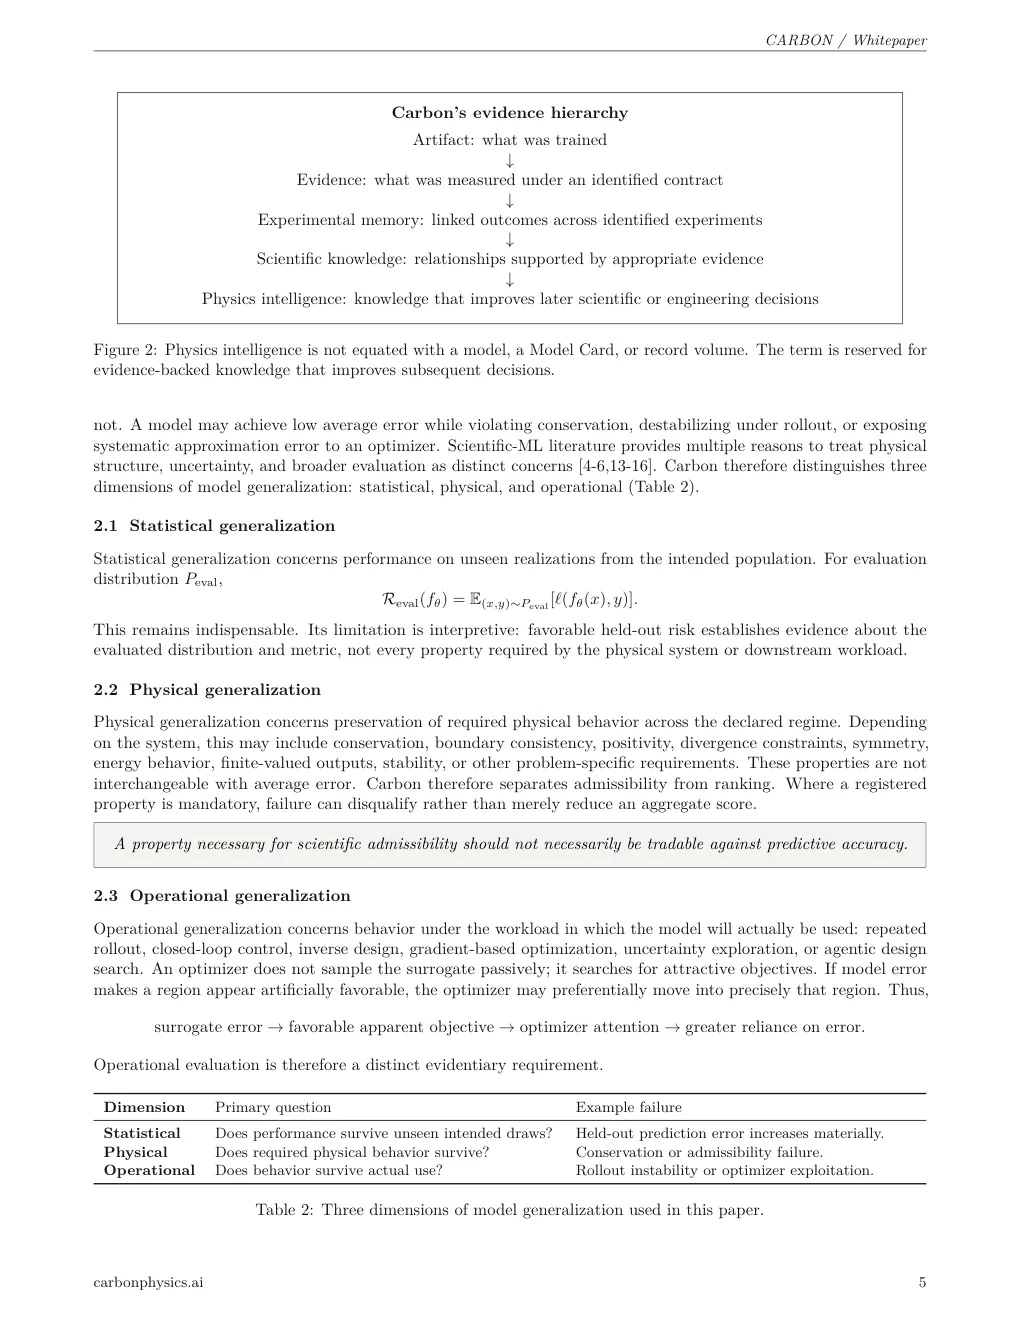 CARBON / Whitepaper
Carbon's evidence hierarchy
Artifact: what was trained
↓
Evidence: what was measured under an identified contract
↓
Experimental memory: linked outcomes across identified experiments
↓
Scientific knowledge: relationships supported by appropriate evidence
↓
Physics intelligence: knowledge that improves later scientific or engineering decisions
Figure 2: Physics intelligence is not equated with a model, a Model Card, or record volume. The term is reserved for
evidence-backed knowledge that improves subsequent decisions.
not. A model may achieve low average error while violating conservation, destabilizing under rollout, or exposing
systematic approximation error to an optimizer. Scientific-ML literature provides multiple reasons to treat physical
structure, uncertainty, and broader evaluation as distinct concerns [4-6,13-16]. Carbon therefore distinguishes three
dimensions of model generalization: statistical, physical, and operational (Table 2).
2.1 Statistical generalization
Statistical generalization concerns performance on unseen realizations from the intended population. For evaluation
distribution P_eval,
R_eval(f_θ) = 𝔼_(x,y)∼P_eval[ℓ(f_θ(x), y)].
This remains indispensable. Its limitation is interpretive: favorable held-out risk establishes evidence about the
evaluated distribution and metric, not every property required by the physical system or downstream workload.
2.2 Physical generalization
Physical generalization concerns preservation of required physical behavior across the declared regime. Depending
on the system, this may include conservation, boundary consistency, positivity, divergence constraints, symmetry,
energy behavior, finite-valued outputs, stability, or other problem-specific requirements. These properties are not
interchangeable with average error. Carbon therefore separates admissibility from ranking. Where a registered
property is mandatory, failure can disqualify rather than merely reduce an aggregate score.
A property necessary for scientific admissibility should not necessarily be tradable against predictive accuracy.
2.3 Operational generalization
Operational generalization concerns behavior under the workload in which the model will actually be used: repeated
rollout, closed-loop control, inverse design, gradient-based optimization, uncertainty exploration, or agentic design
search. An optimizer does not sample the surrogate passively; it searches for attractive objectives. If model error
makes a region appear artificially favorable, the optimizer may preferentially move into precisely that region. Thus,
surrogate error → favorable apparent objective → optimizer attention → greater reliance on error.
Operational evaluation is therefore a distinct evidentiary requirement.
Dimension Primary question Example failure
Statistical Does performance survive unseen intended draws? Held-out prediction error increases materially.
Physical Does required physical behavior survive? Conservation or admissibility failure.
Operational Does behavior survive actual use? Rollout instability or optimizer exploitation.
Table 2: Three dimensions of model generalization used in this paper.
carbonphysics.ai 5